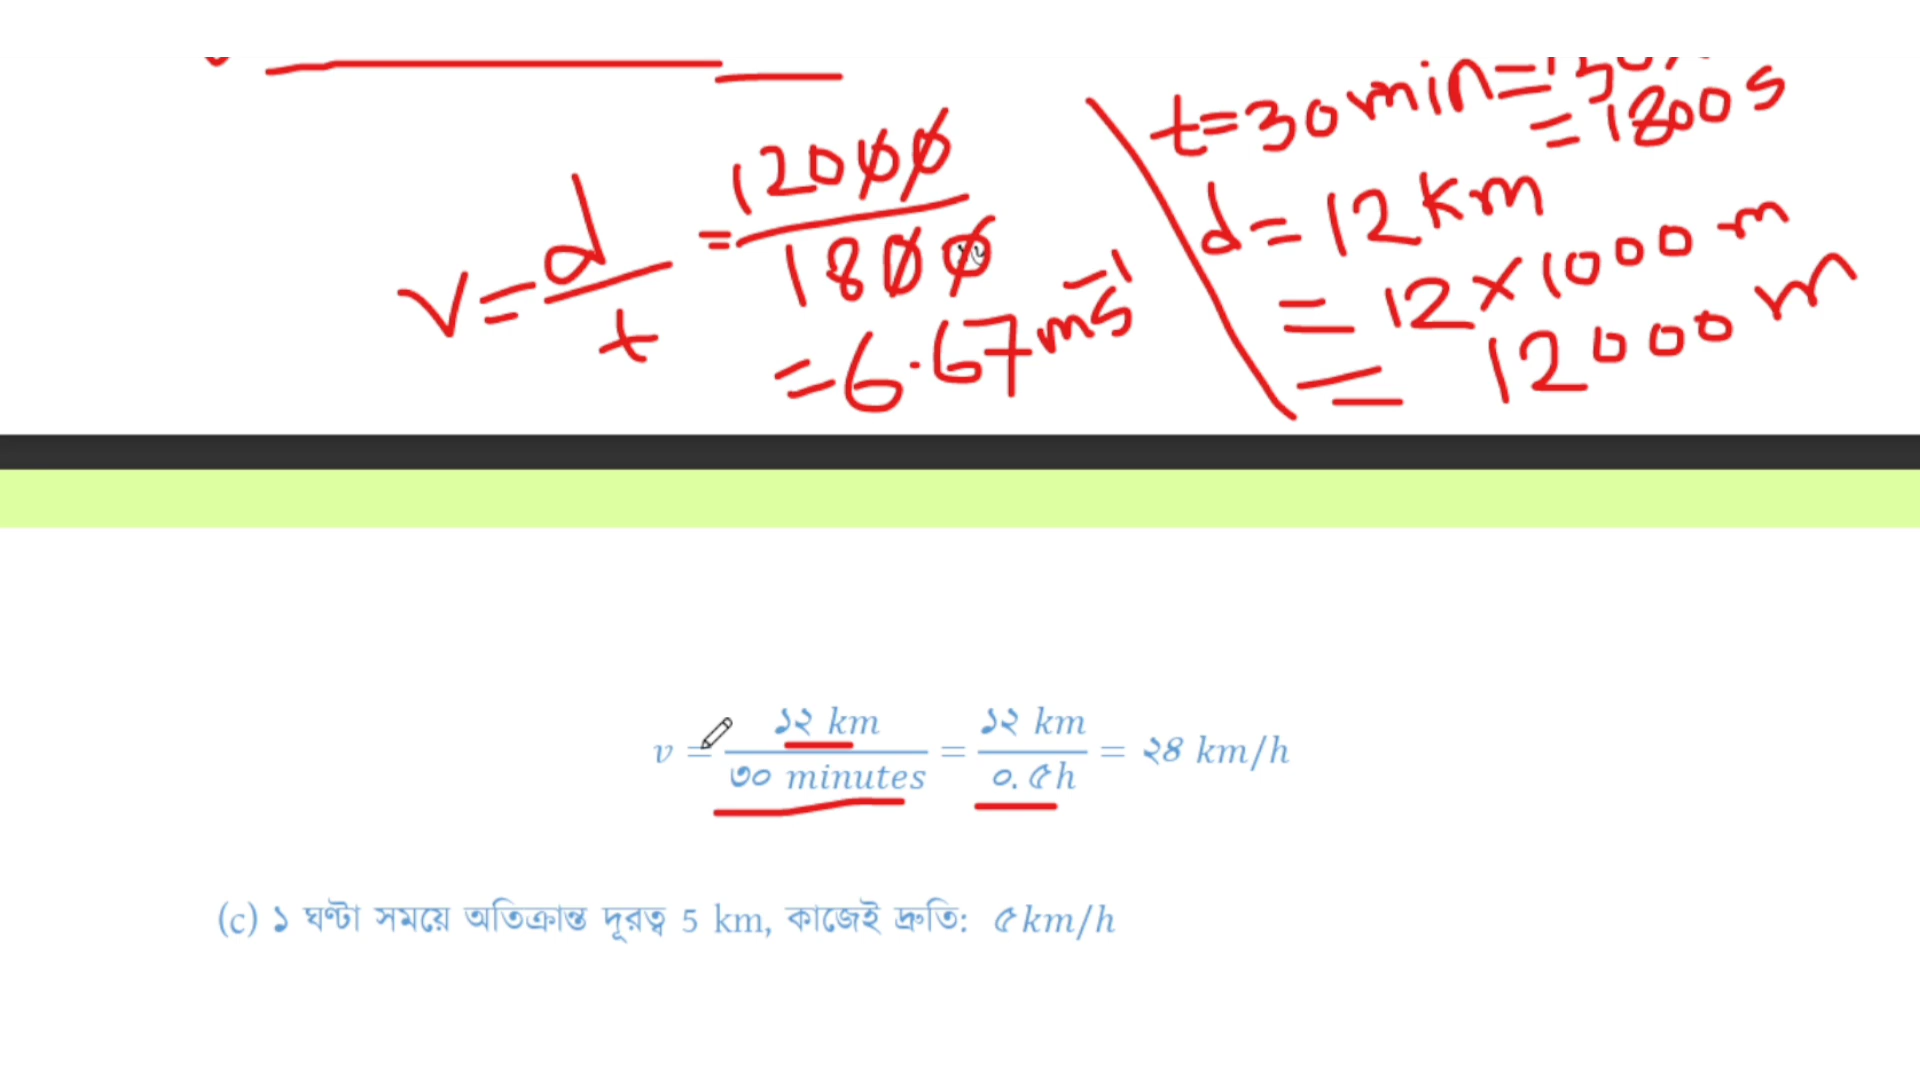 t=30min=
=1800s
v=d/t =12000/1800
d=12km
=12×1000m
=6.67ms⁻¹
= 12000m
v = ১২ km / ৩০ minutes = ১২ km / ০.৫h = ২৪ km/h
(c) ১ ঘণ্টা সময়ে অতিক্রান্ত দূরত্ব 5 km, কাজেই দ্রুতি: ৫km/h